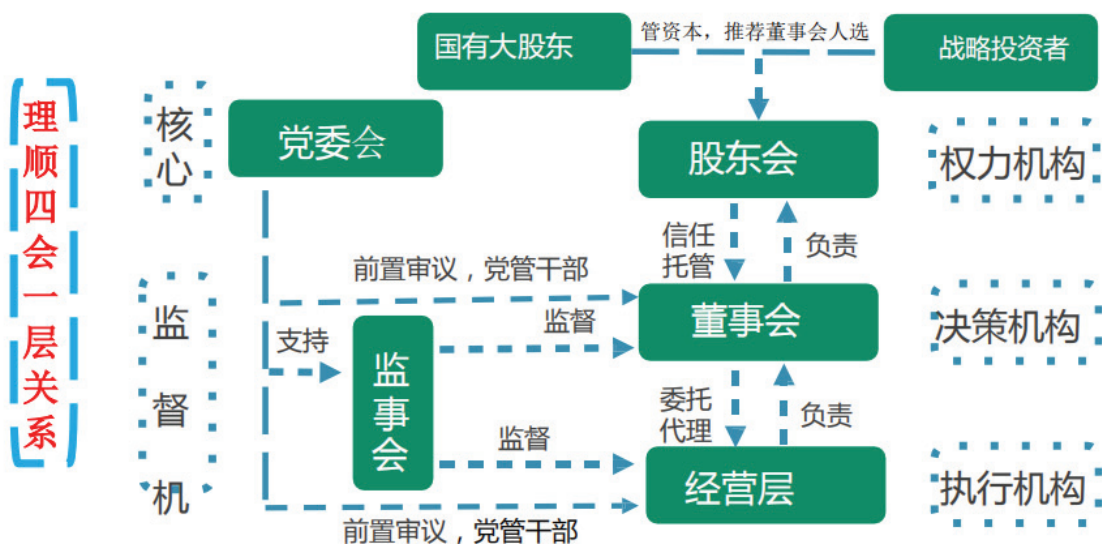 国有大股东
管资本，推荐董事会人选
战略投资者
理顺四会一层关系
核心
党委会
股东会
权力机构
信任
托管
负责
前置审议，党管干部
董事会
决策机构
监督机
支持
监事会
监督
委托
代理
负责
监督
经营层
执行机构
前置审议，党管干部